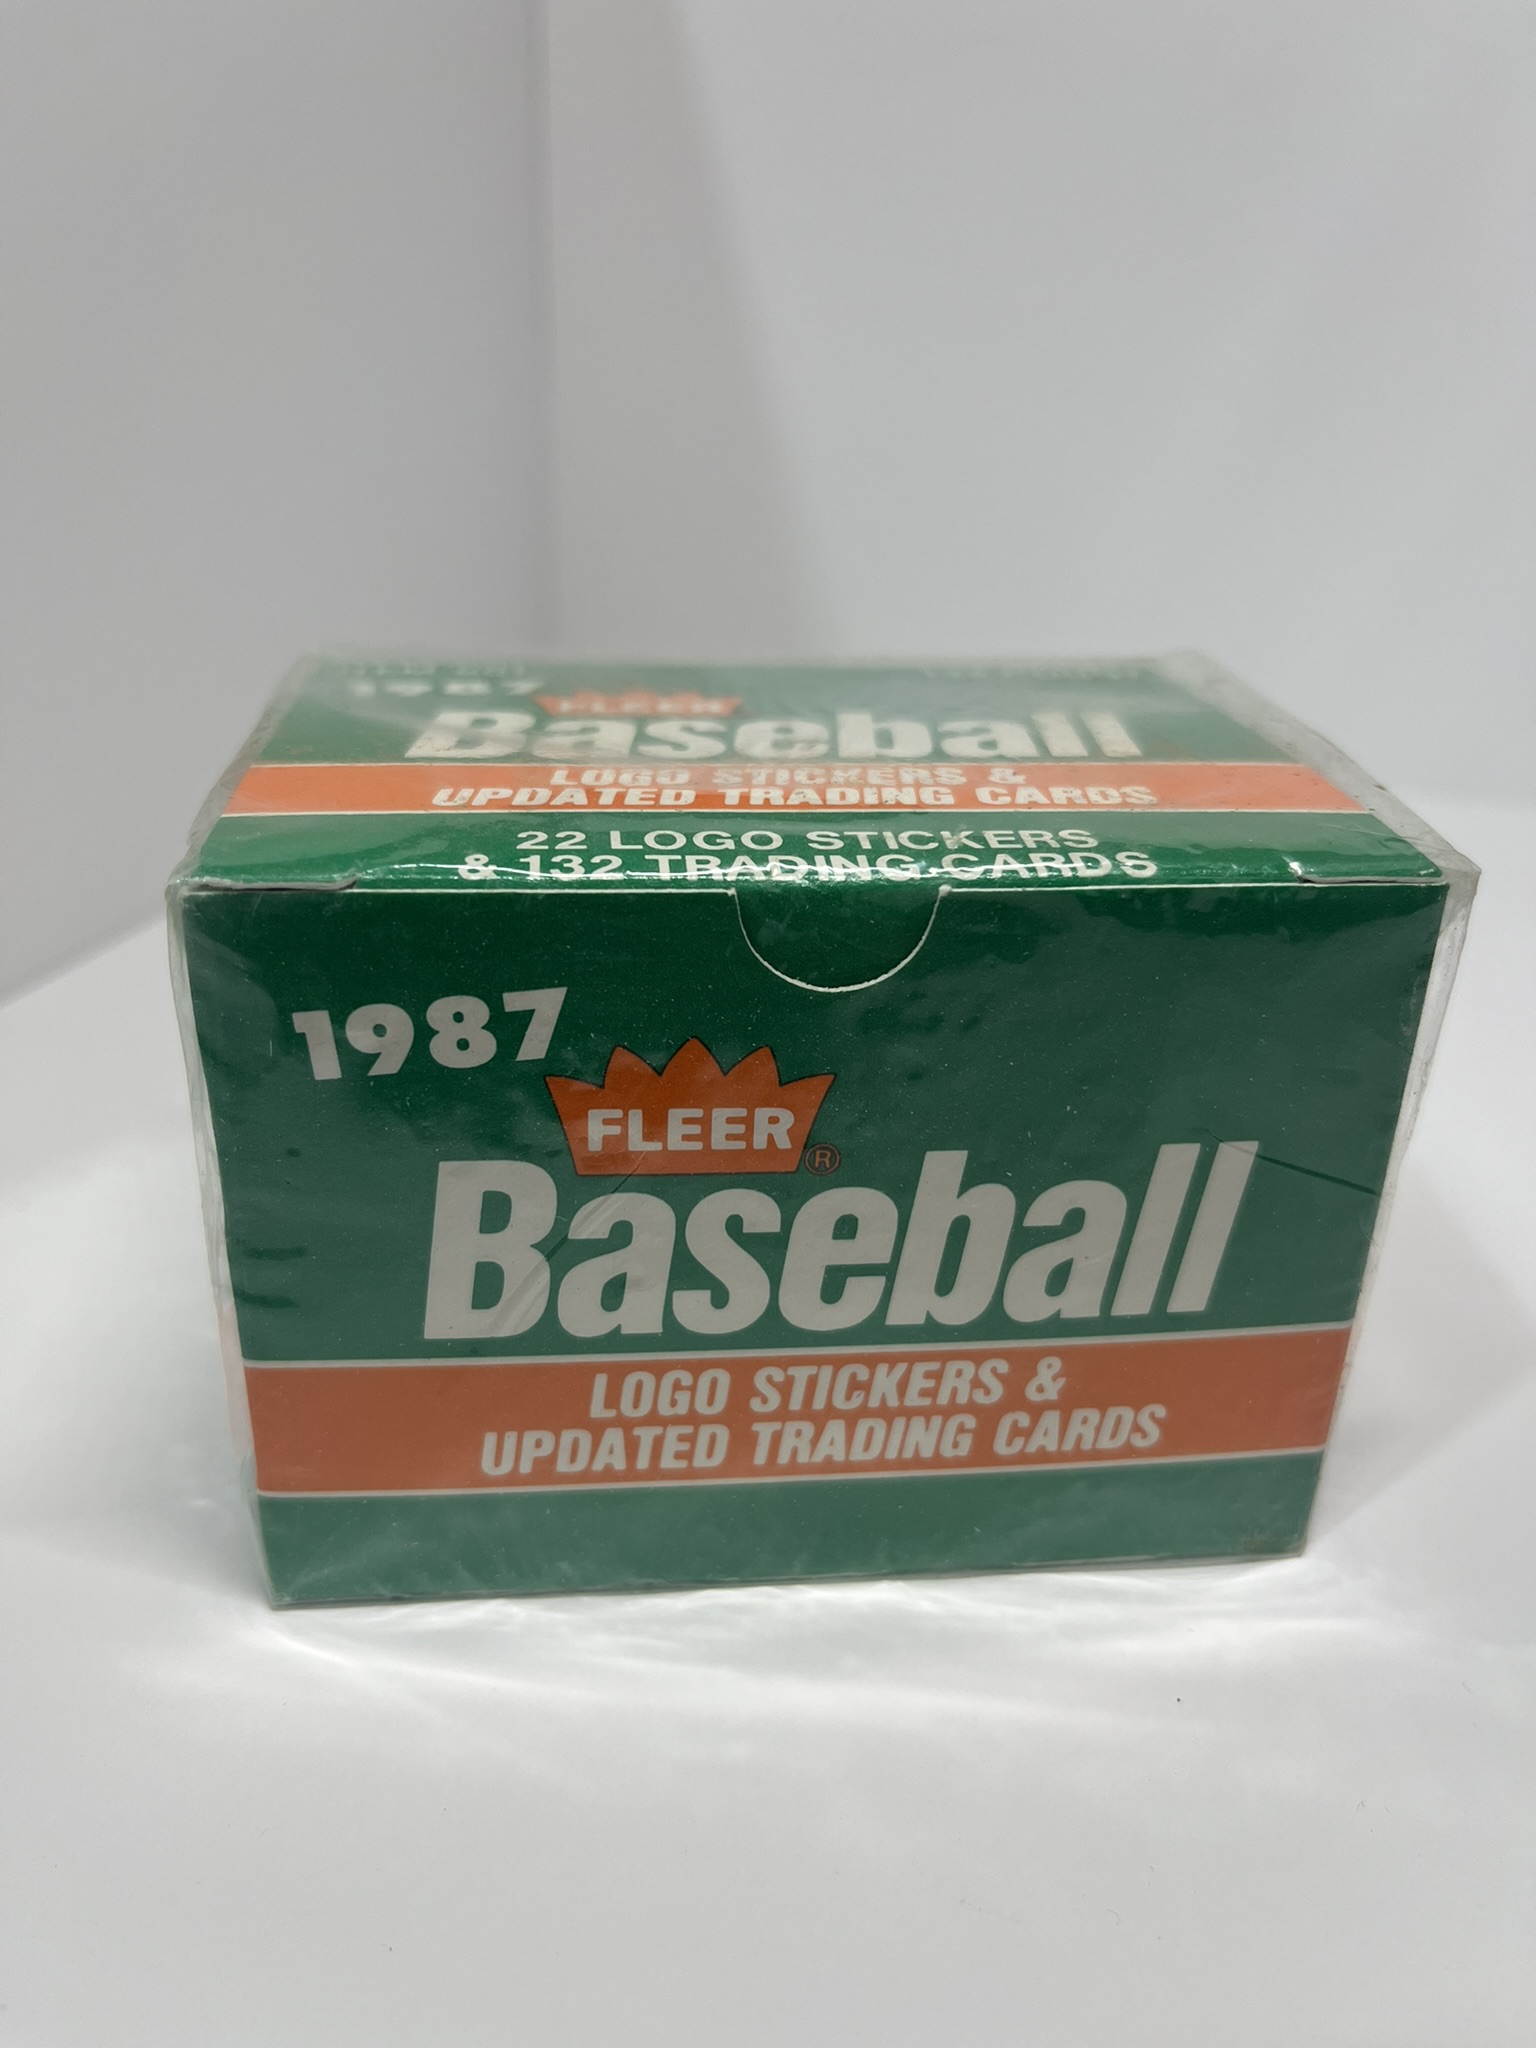 1987
FLEER
Baseball
LOGO STICKERS &
UPDATED TRADING CARDS
22 LOGO STICKERS
& 132 TRADING CARDS
1987
FLEER®
Baseball
LOGO STICKERS &
UPDATED TRADING CARDS